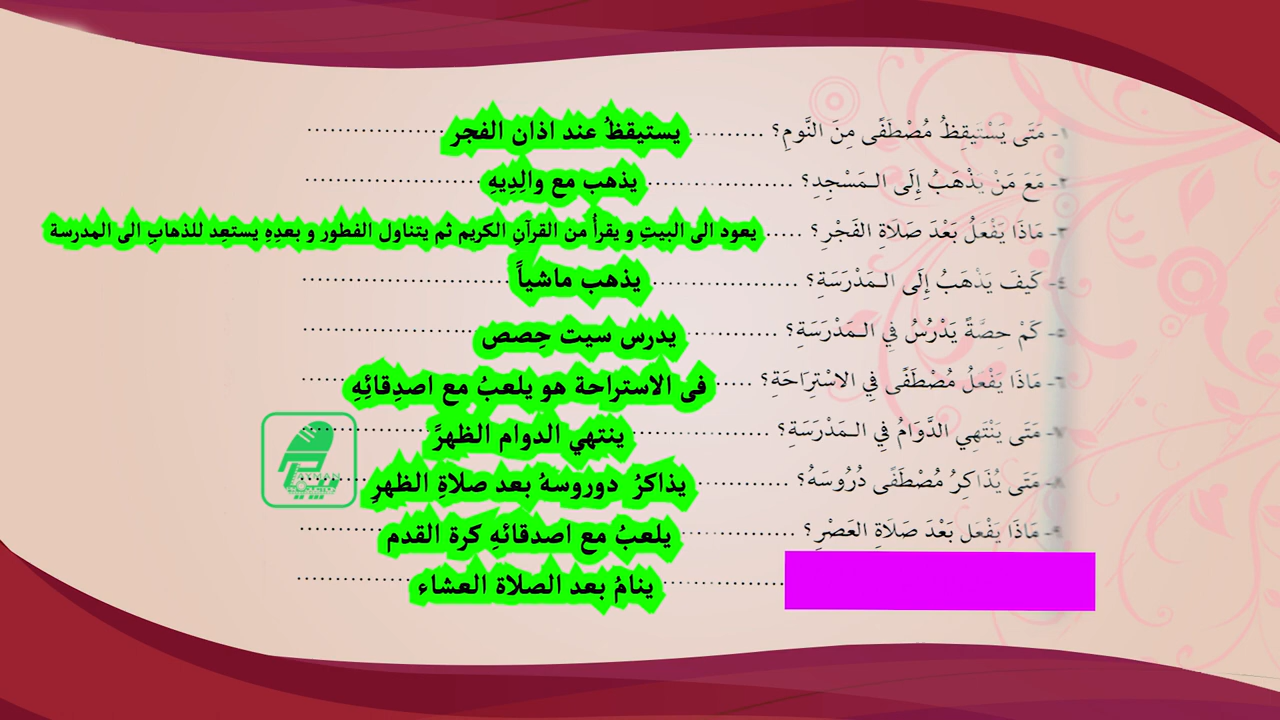 ١- مَتَى يَسْتَيقِظُ مُصْطَفًى مِنَ النَّومِ؟ .......... يستيقظُ عند اذان الفجر ..................
٢- مَعَ مَنْ يَذْهَبُ إِلَى الـمَسْجِدِ؟ .................. يذهب مع والِدِيهِ ......................
٣- مَاذَا يَفْعَلُ بَعْدَ صَلَاةِ الفَجْرِ؟ ..... يعود الى البيتِ و يقرأُ من القرآنِ الكريم ثم يتناول الفطور و بعدِهِ يستعِد للذهابِ الى المدرسة
٤- كَيفَ يَذْهَبُ إِلَى الـمَدْرَسَةِ؟ .................. يذهب ماشياً ..........................
٥- كَمْ حِصَّةً يَدْرُسُ فِي الـمَدْرَسَةِ؟ ........... يدرس سيت حِصص ......................
٦- مَاذَا يَفْعَلُ مُصْطَفًى فِي الاسْتِرَاحَةِ؟ ..... فى الاستراحة هو يلعبُ مع اصدِقائِهِ .....
٧- مَتَى يَنْتَهِي الدَّوَامُ فِي الـمَدْرَسَةِ؟ .................. ينتهي الدوام الظهرً ................
٨- مَتَى يُذَاكِرُ مُصْطَفًى دُرُوسَهُ؟ ............ يذاكرُ دوروسهُ بعد صلاةِ الظهرِ ........
٩- مَاذَا يَفْعَل بَعْدَ صَلَاةِ العَصْرِ؟ .............. يلعبُ مع اصدقائهِ كرة القدم ..........
................ ينامُ بعد الصلاة العشاء ................
PAYMAN